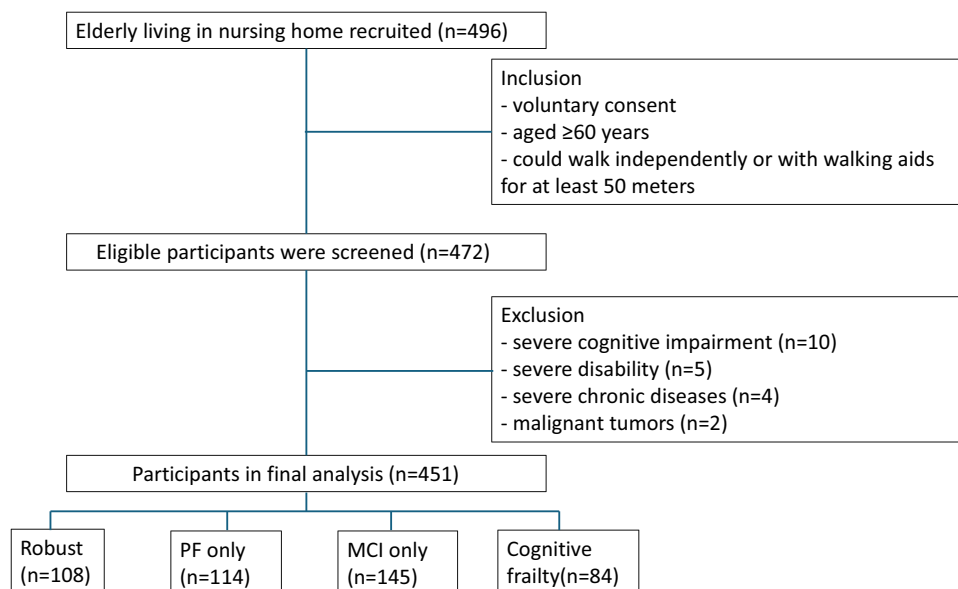 Elderly living in nursing home recruited (n=496)
Inclusion
- voluntary consent
- aged ≥60 years
- could walk independently or with walking aids
for at least 50 meters
Eligible participants were screened (n=472)
Exclusion
- severe cognitive impairment (n=10)
- severe disability (n=5)
- severe chronic diseases (n=4)
- malignant tumors (n=2)
Participants in final analysis (n=451)
Robust
(n=108)
PF only
(n=114)
MCI only
(n=145)
Cognitive
frailty(n=84)